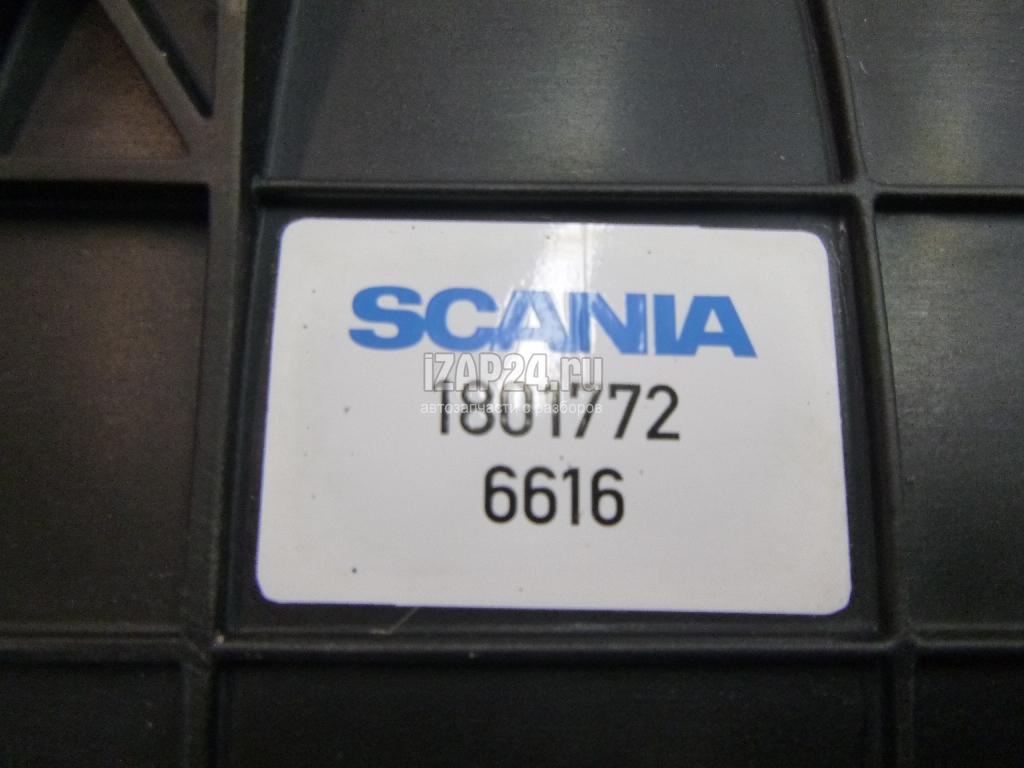 SCANIA
iZAP24.ru
1801772
автозапчасти с разборов
6616